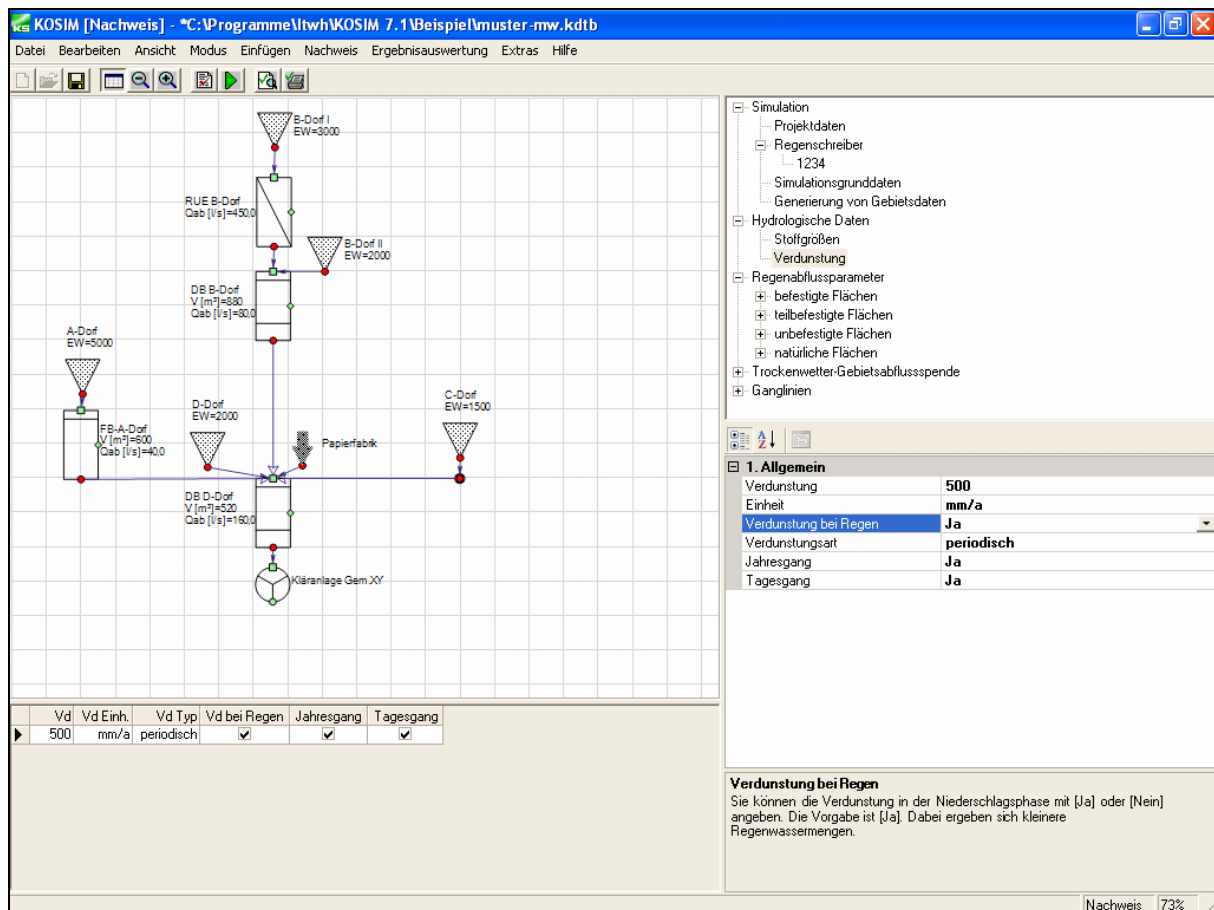 KOSIM [Nachweis] - *C:\Programme\Itwh\KOSIM 7.1\Beispiel\muster-mw.kdtb
Datei Bearbeiten Ansicht Modus Einfügen Nachweis Ergebnisauswertung Extras Hilfe
B-Dorf I
EW=3000
RUE B-Dorf
Qab [l/s]=450,0
B-Dorf II
EW=2000
DB B-Dorf
V [m³]=880
Qab [l/s]=80,0
A-Dorf
EW=5000
FB-A-Dorf
V [m³]=600
Qab [l/s]=40,0
D-Dorf
EW=2000
Papierfabrik
C-Dorf
EW=1500
DB D-Dorf
V [m³]=520
Qab [l/s]=160,0
Kläranlage Gem.XY
Simulation
Projektdaten
Regenschreiber
1234
Simulationsgrunddaten
Generierung von Gebietsdaten
Hydrologische Daten
Stoffgrößen
Verdunstung
Regenabflussparameter
befestigte Flächen
teilbefestigte Flächen
unbefestigte Flächen
natürliche Flächen
Trockenwetter-Gebietsabflussspende
Ganglinien
1. Allgemein
Verdunstung 500
Einheit mm/a
Verdunstung bei Regen Ja
Verdunstungsart periodisch
Jahresgang Ja
Tagesgang Ja
Vd Vd Einh. Vd Typ Vd bei Regen Jahresgang Tagesgang
500 mm/a periodisch
Verdunstung bei Regen
Sie können die Verdunstung in der Niederschlagsphase mit [Ja] oder [Nein]
angeben. Die Vorgabe ist [Ja]. Dabei ergeben sich kleinere
Regenwassermengen.
Nachweis 73%